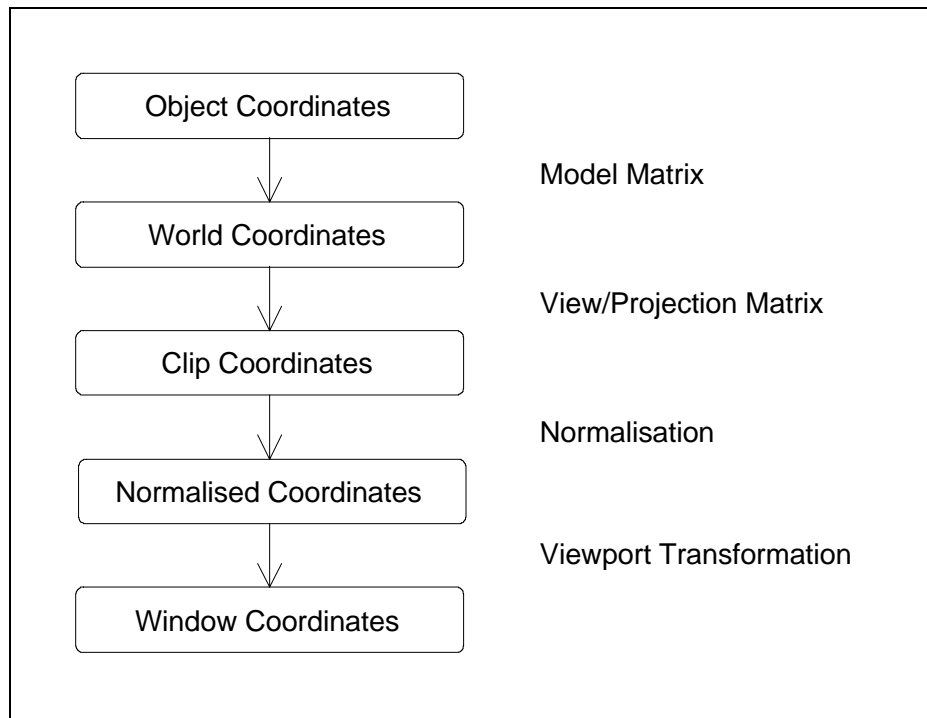 Object Coordinates
Model Matrix
World Coordinates
View/Projection Matrix
Clip Coordinates
Normalisation
Normalised Coordinates
Viewport Transformation
Window Coordinates